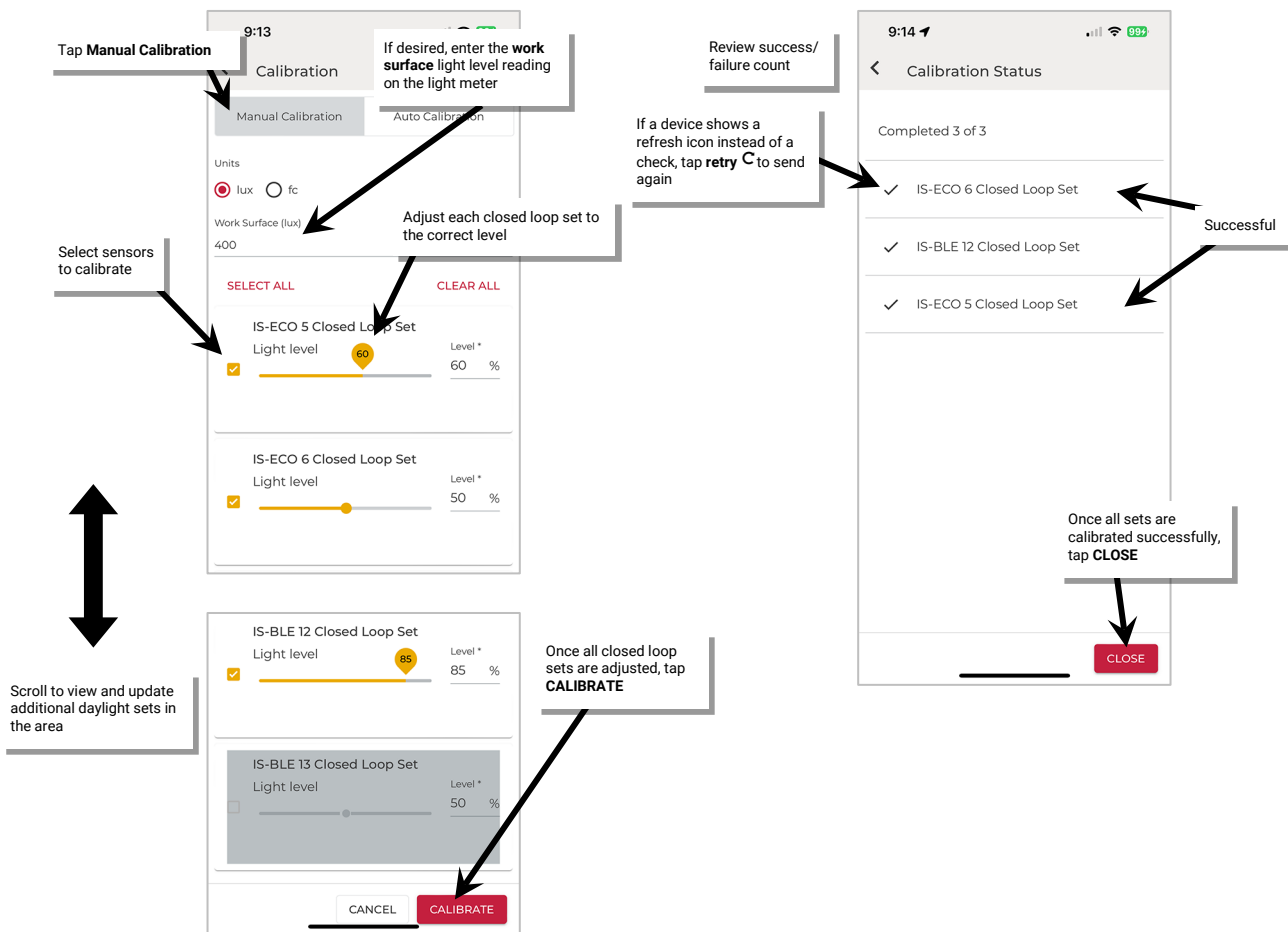 9:13
Tap Manual Calibration
If desired, enter the work
surface light level reading
on the light meter
Calibration
Manual Calibration
Auto Calibration
Units
lux
fc
Work Surface (lux)
400
Adjust each closed loop set to
the correct level
Select sensors
to calibrate
SELECT ALL
CLEAR ALL
IS-ECO 5 Closed Loop Set
Light level
60
Level *
60 %
IS-ECO 6 Closed Loop Set
Light level
Level *
50 %
Scroll to view and update
additional daylight sets in
the area
IS-BLE 12 Closed Loop Set
Light level
85
Level *
85 %
IS-BLE 13 Closed Loop Set
Light level
Level *
50 %
Once all closed loop
sets are adjusted, tap
CALIBRATE
CANCEL
CALIBRATE
9:14
99
Review success/
failure count
Calibration Status
If a device shows a
refresh icon instead of a
check, tap retry to send
again
Completed 3 of 3
IS-ECO 6 Closed Loop Set
IS-BLE 12 Closed Loop Set
IS-ECO 5 Closed Loop Set
Successful
Once all sets are
calibrated successfully,
tap CLOSE
CLOSE